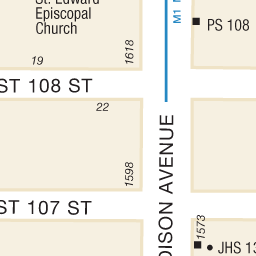 St. Edward
Episcopal
Church
1618
M1
PS 108
19
ST 108 ST
22
1598
ST 107 ST
DISON AVENUE
1573
JHS 13